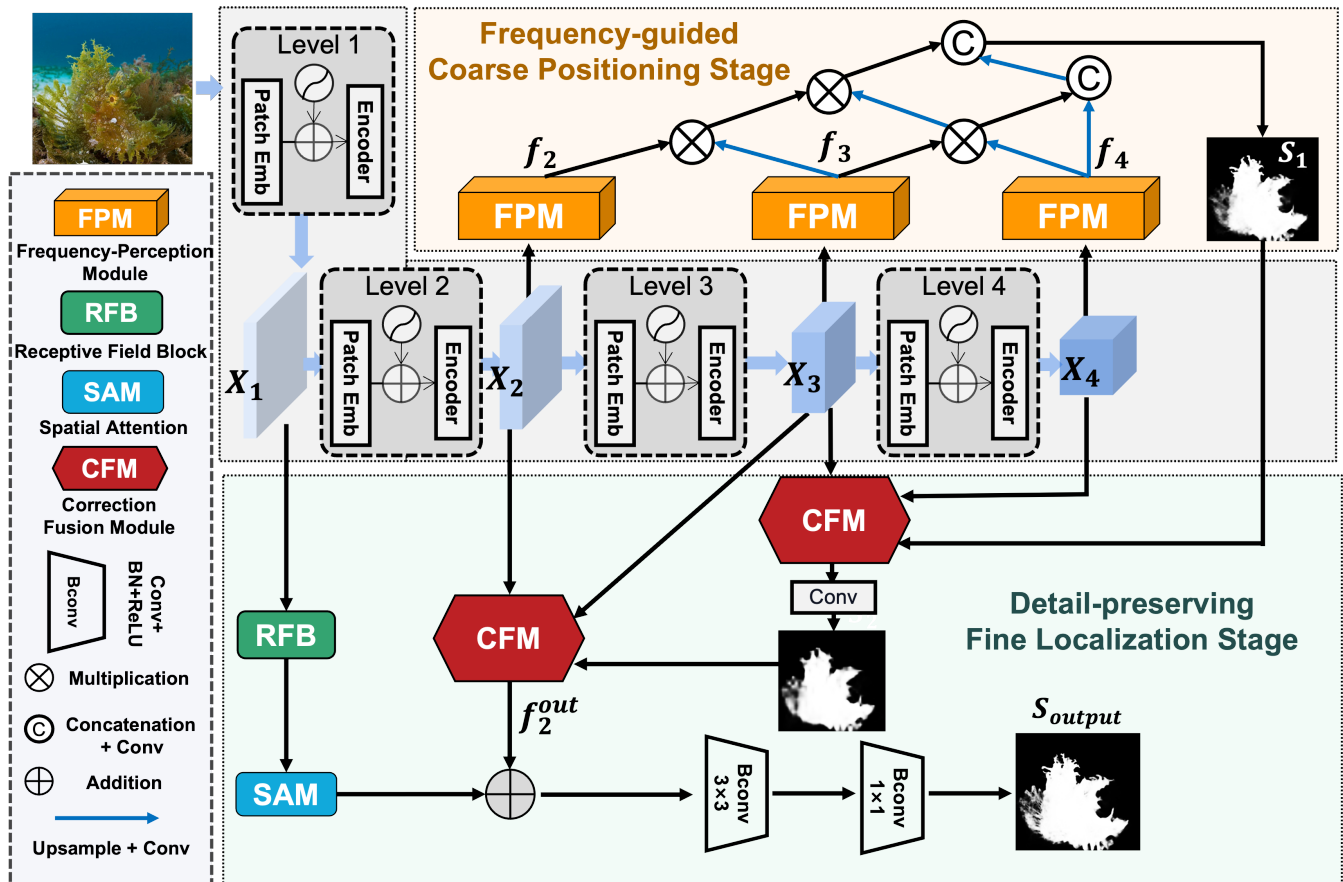 Level 1
Patch Emb
Encoder
Frequency-guided
Coarse Positioning Stage
C
C
f2
f3
f4
S1
FPM
FPM
FPM
FPM
Frequency-Perception
Module
RFB
Receptive Field Block
SAM
Spatial Attention
CFM
Correction
Fusion Module
Bconv
Conv+
BN+ReLU
Multiplication
C
Concatenation
+ Conv
Addition
Upsample + Conv
X1
Level 2
Patch Emb
Encoder
X2
Level 3
Patch Emb
Encoder
X3
Level 4
Patch Emb
Encoder
X4
CFM
Conv
Detail-preserving
Fine Localization Stage
RFB
CFM
f2out
SAM
Bconv
3×3
Bconv
1×1
Soutput